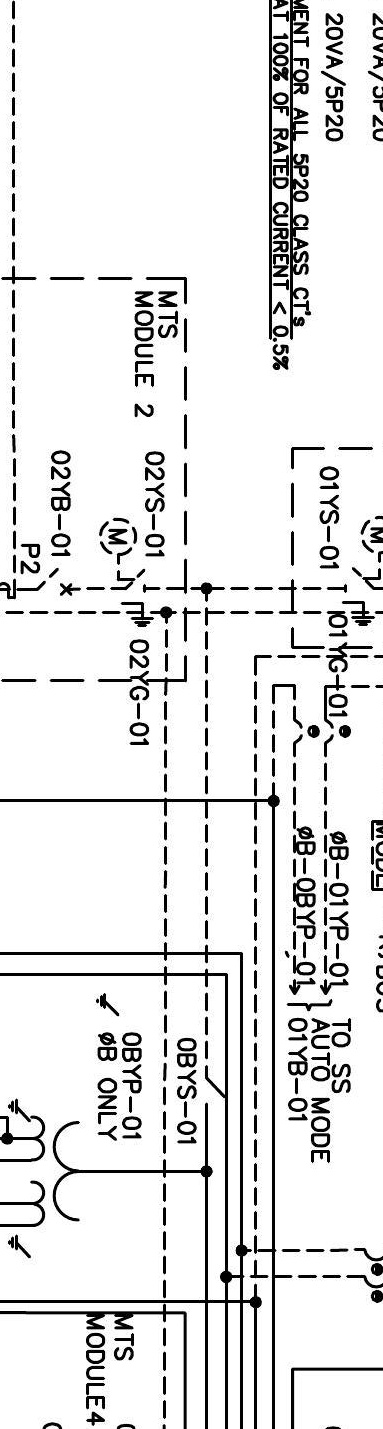 20VA/5P20
20VA/5P20
MENT FOR ALL 5P20 CLASS CT's
AT 100% OF RATED CURRENT < 0.5%
MTS
MODULE 2
02YS-01
M
02YB-01
P2
02YG-01
01YS-01
M
01YG-01
ØB-01YP-01
ØB-0BYP-01
TO SS
AUTO MODE
01YB-01
0BYS-01
0BYP-01
ØB ONLY
MTS
MODULE4